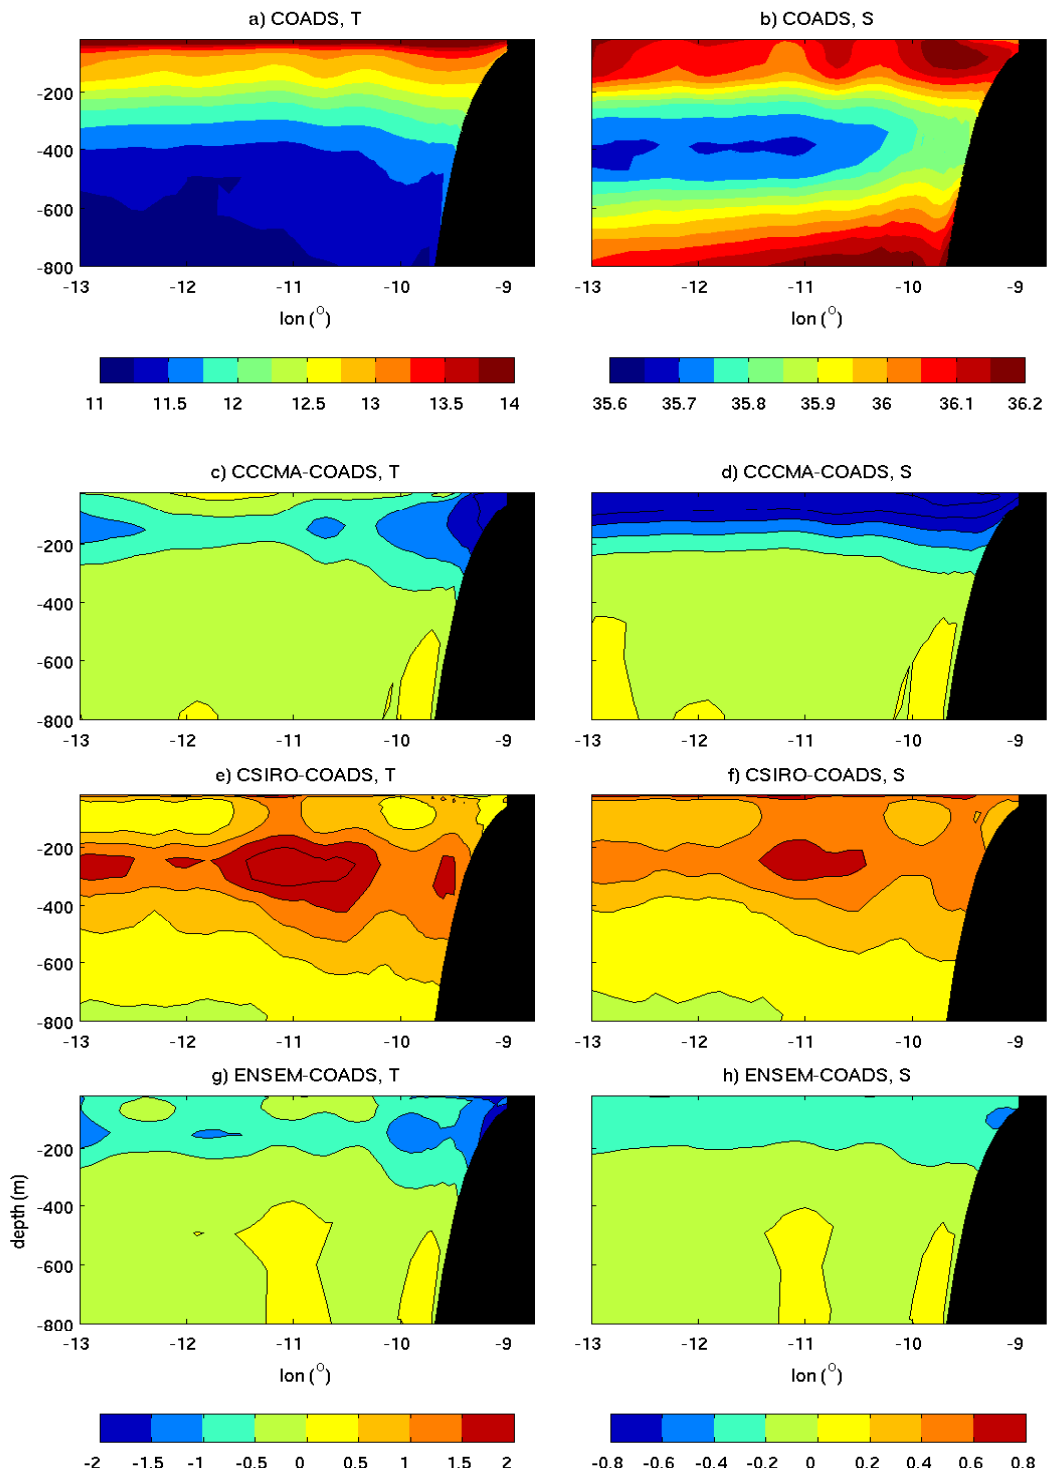 a) COADS, T
b) COADS, S
-200
-400
-600
-800
-13 -12 -11 -10 -9
-13 -12 -11 -10 -9
lon (°)
lon (°)
11 11.5 12 12.5 13 13.5 14
35.6 35.7 35.8 35.9 36 36.1 36.2
c) CCCMA-COADS, T
d) CCCMA-COADS, S
-200
-400
-600
-800
-13 -12 -11 -10 -9
-13 -12 -11 -10 -9
e) CSIRO-COADS, T
f) CSIRO-COADS, S
-200
-400
-600
-800
-13 -12 -11 -10 -9
-13 -12 -11 -10 -9
g) ENSEM-COADS, T
h) ENSEM-COADS, S
depth (m)
-200
-400
-600
-800
-13 -12 -11 -10 -9
-13 -12 -11 -10 -9
lon (°)
lon (°)
-2 -1.5 -1 -0.5 0 0.5 1 1.5 2
-0.8 -0.6 -0.4 -0.2 0 0.2 0.4 0.6 0.8